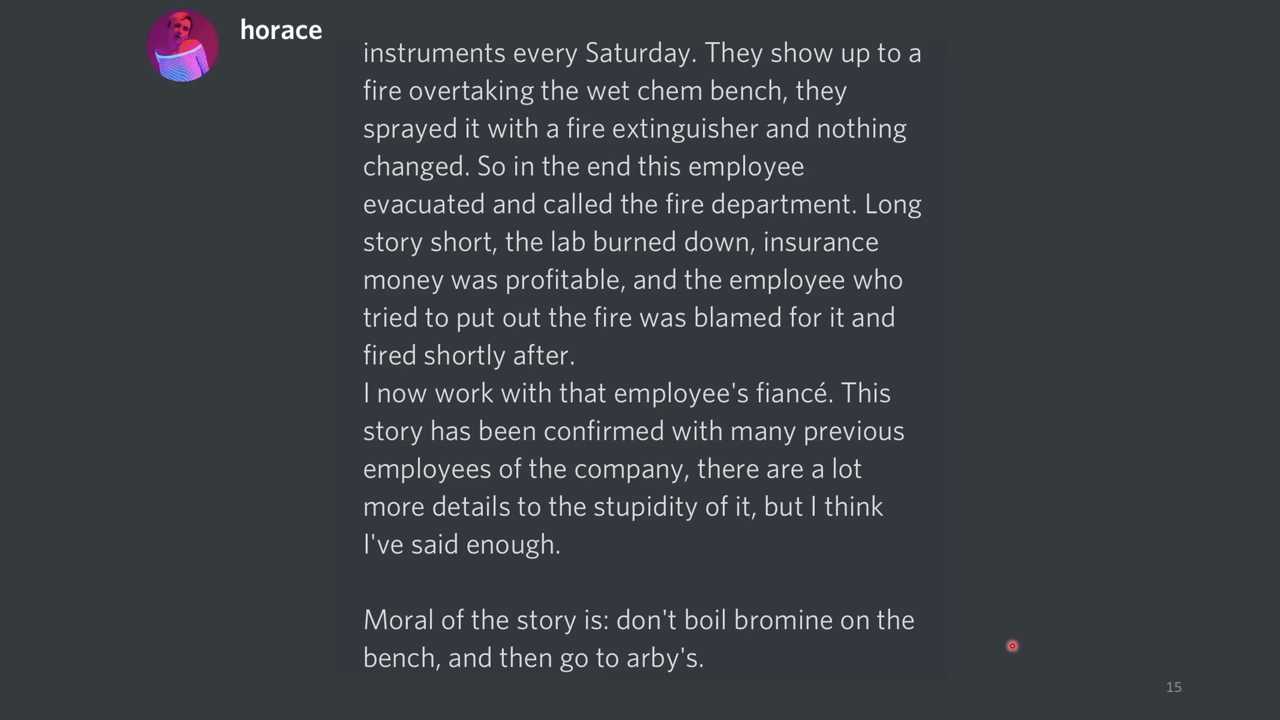 horace
instruments every Saturday. They show up to a
fire overtaking the wet chem bench, they
sprayed it with a fire extinguisher and nothing
changed. So in the end this employee
evacuated and called the fire department. Long
story short, the lab burned down, insurance
money was profitable, and the employee who
tried to put out the fire was blamed for it and
fired shortly after.
I now work with that employee's fiancé. This
story has been confirmed with many previous
employees of the company, there are a lot
more details to the stupidity of it, but I think
I've said enough.
Moral of the story is: don't boil bromine on the
bench, and then go to arby's.
15